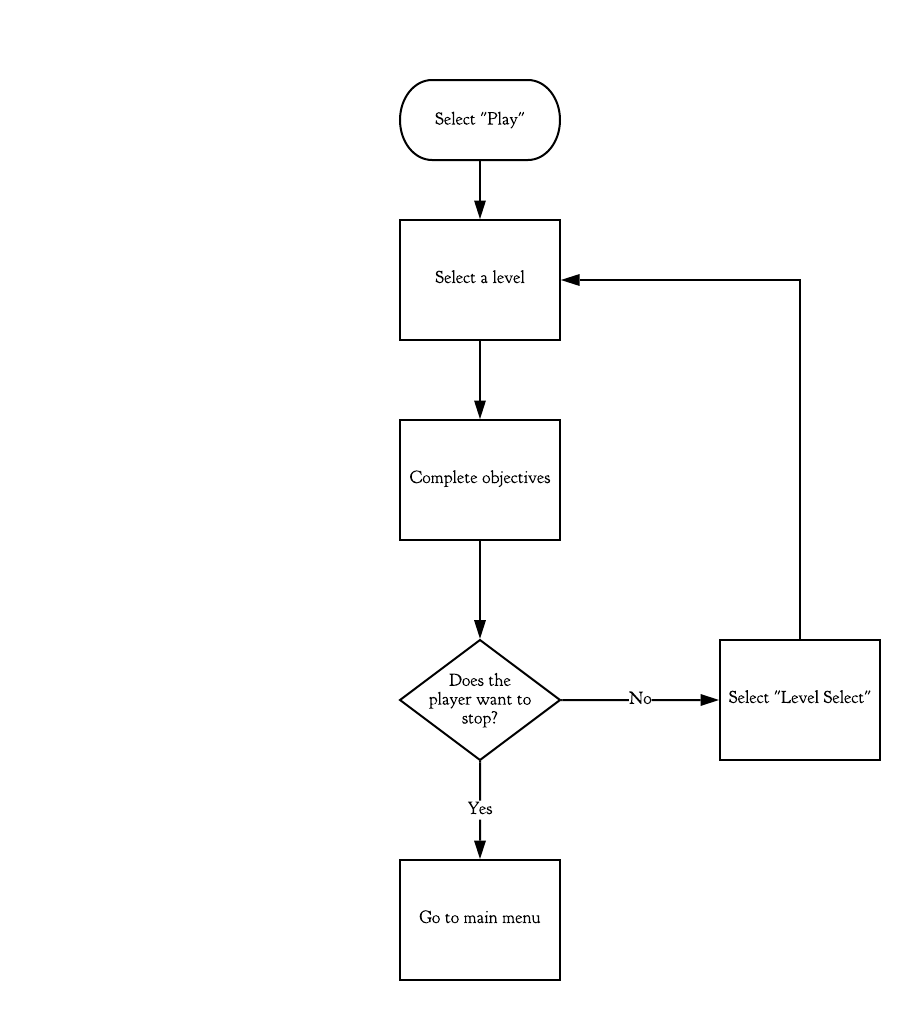 Select "Play"
Select a level
Complete objectives
Does the
player want to
stop?
No
Select "Level Select"
Yes
Go to main menu